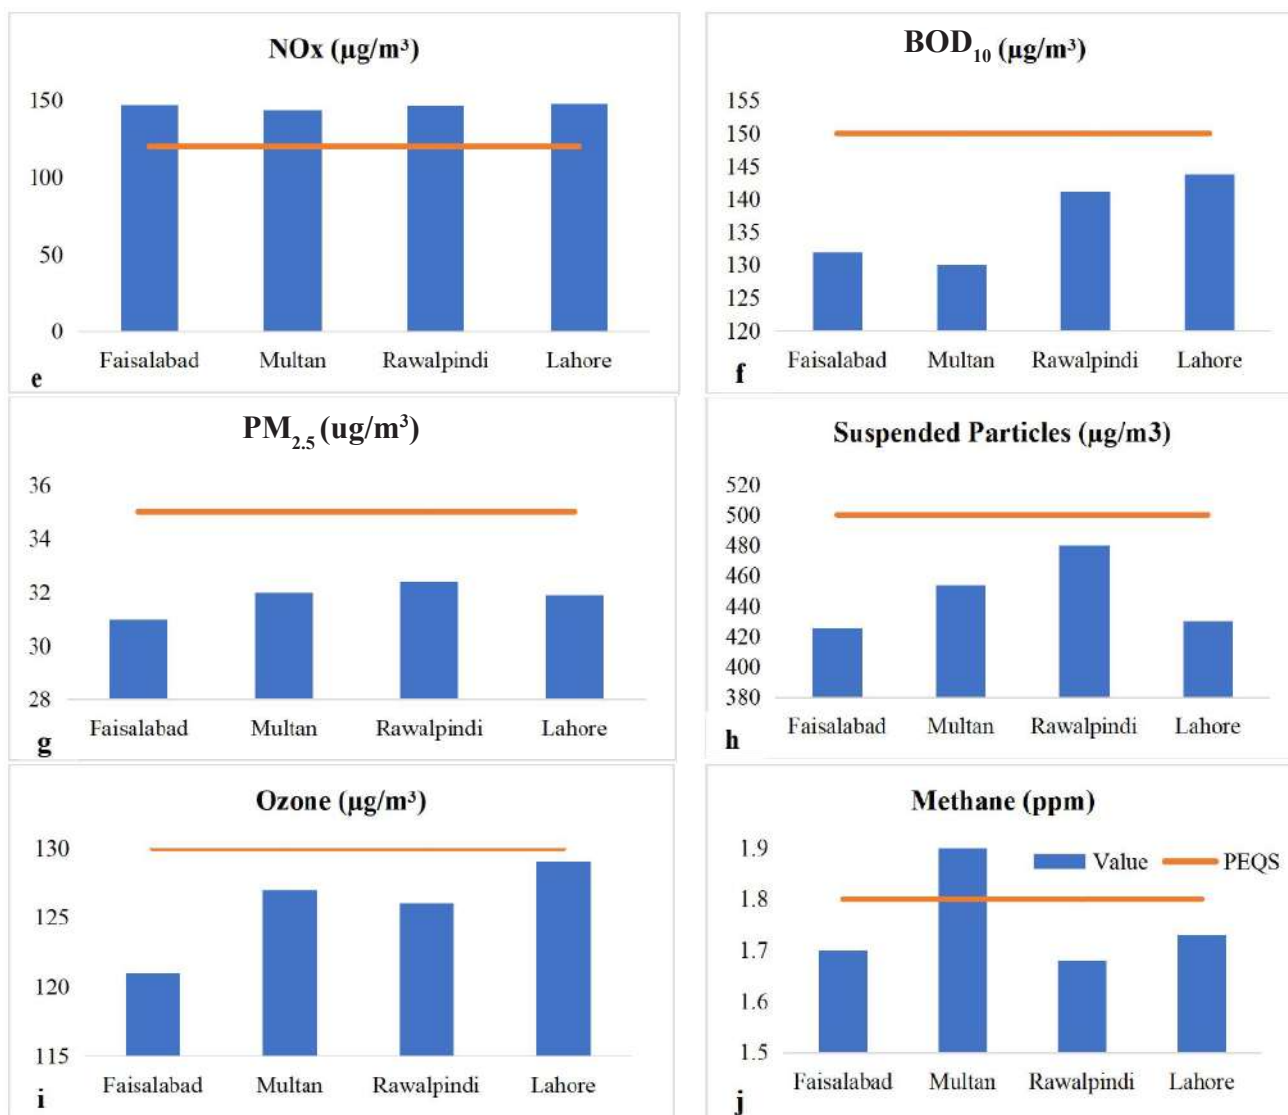 NOx (µg/m³)
150
100
50
0
Faisalabad Multan Rawalpindi Lahore
e
BOD₁₀ (µg/m³)
155
150
145
140
135
130
125
120
Faisalabad Multan Rawalpindi Lahore
f
PM₂.₅ (ug/m³)
36
34
32
30
28
Faisalabad Multan Rawalpindi Lahore
g
Suspended Particles (µg/m3)
520
500
480
460
440
420
400
380
Faisalabad Multan Rawalpindi Lahore
h
Ozone (µg/m³)
130
125
120
115
Faisalabad Multan Rawalpindi Lahore
i
Methane (ppm)
1.9
Value PEQS
1.8
1.7
1.6
1.5
Faisalabad Multan Rawalpindi Lahore
j